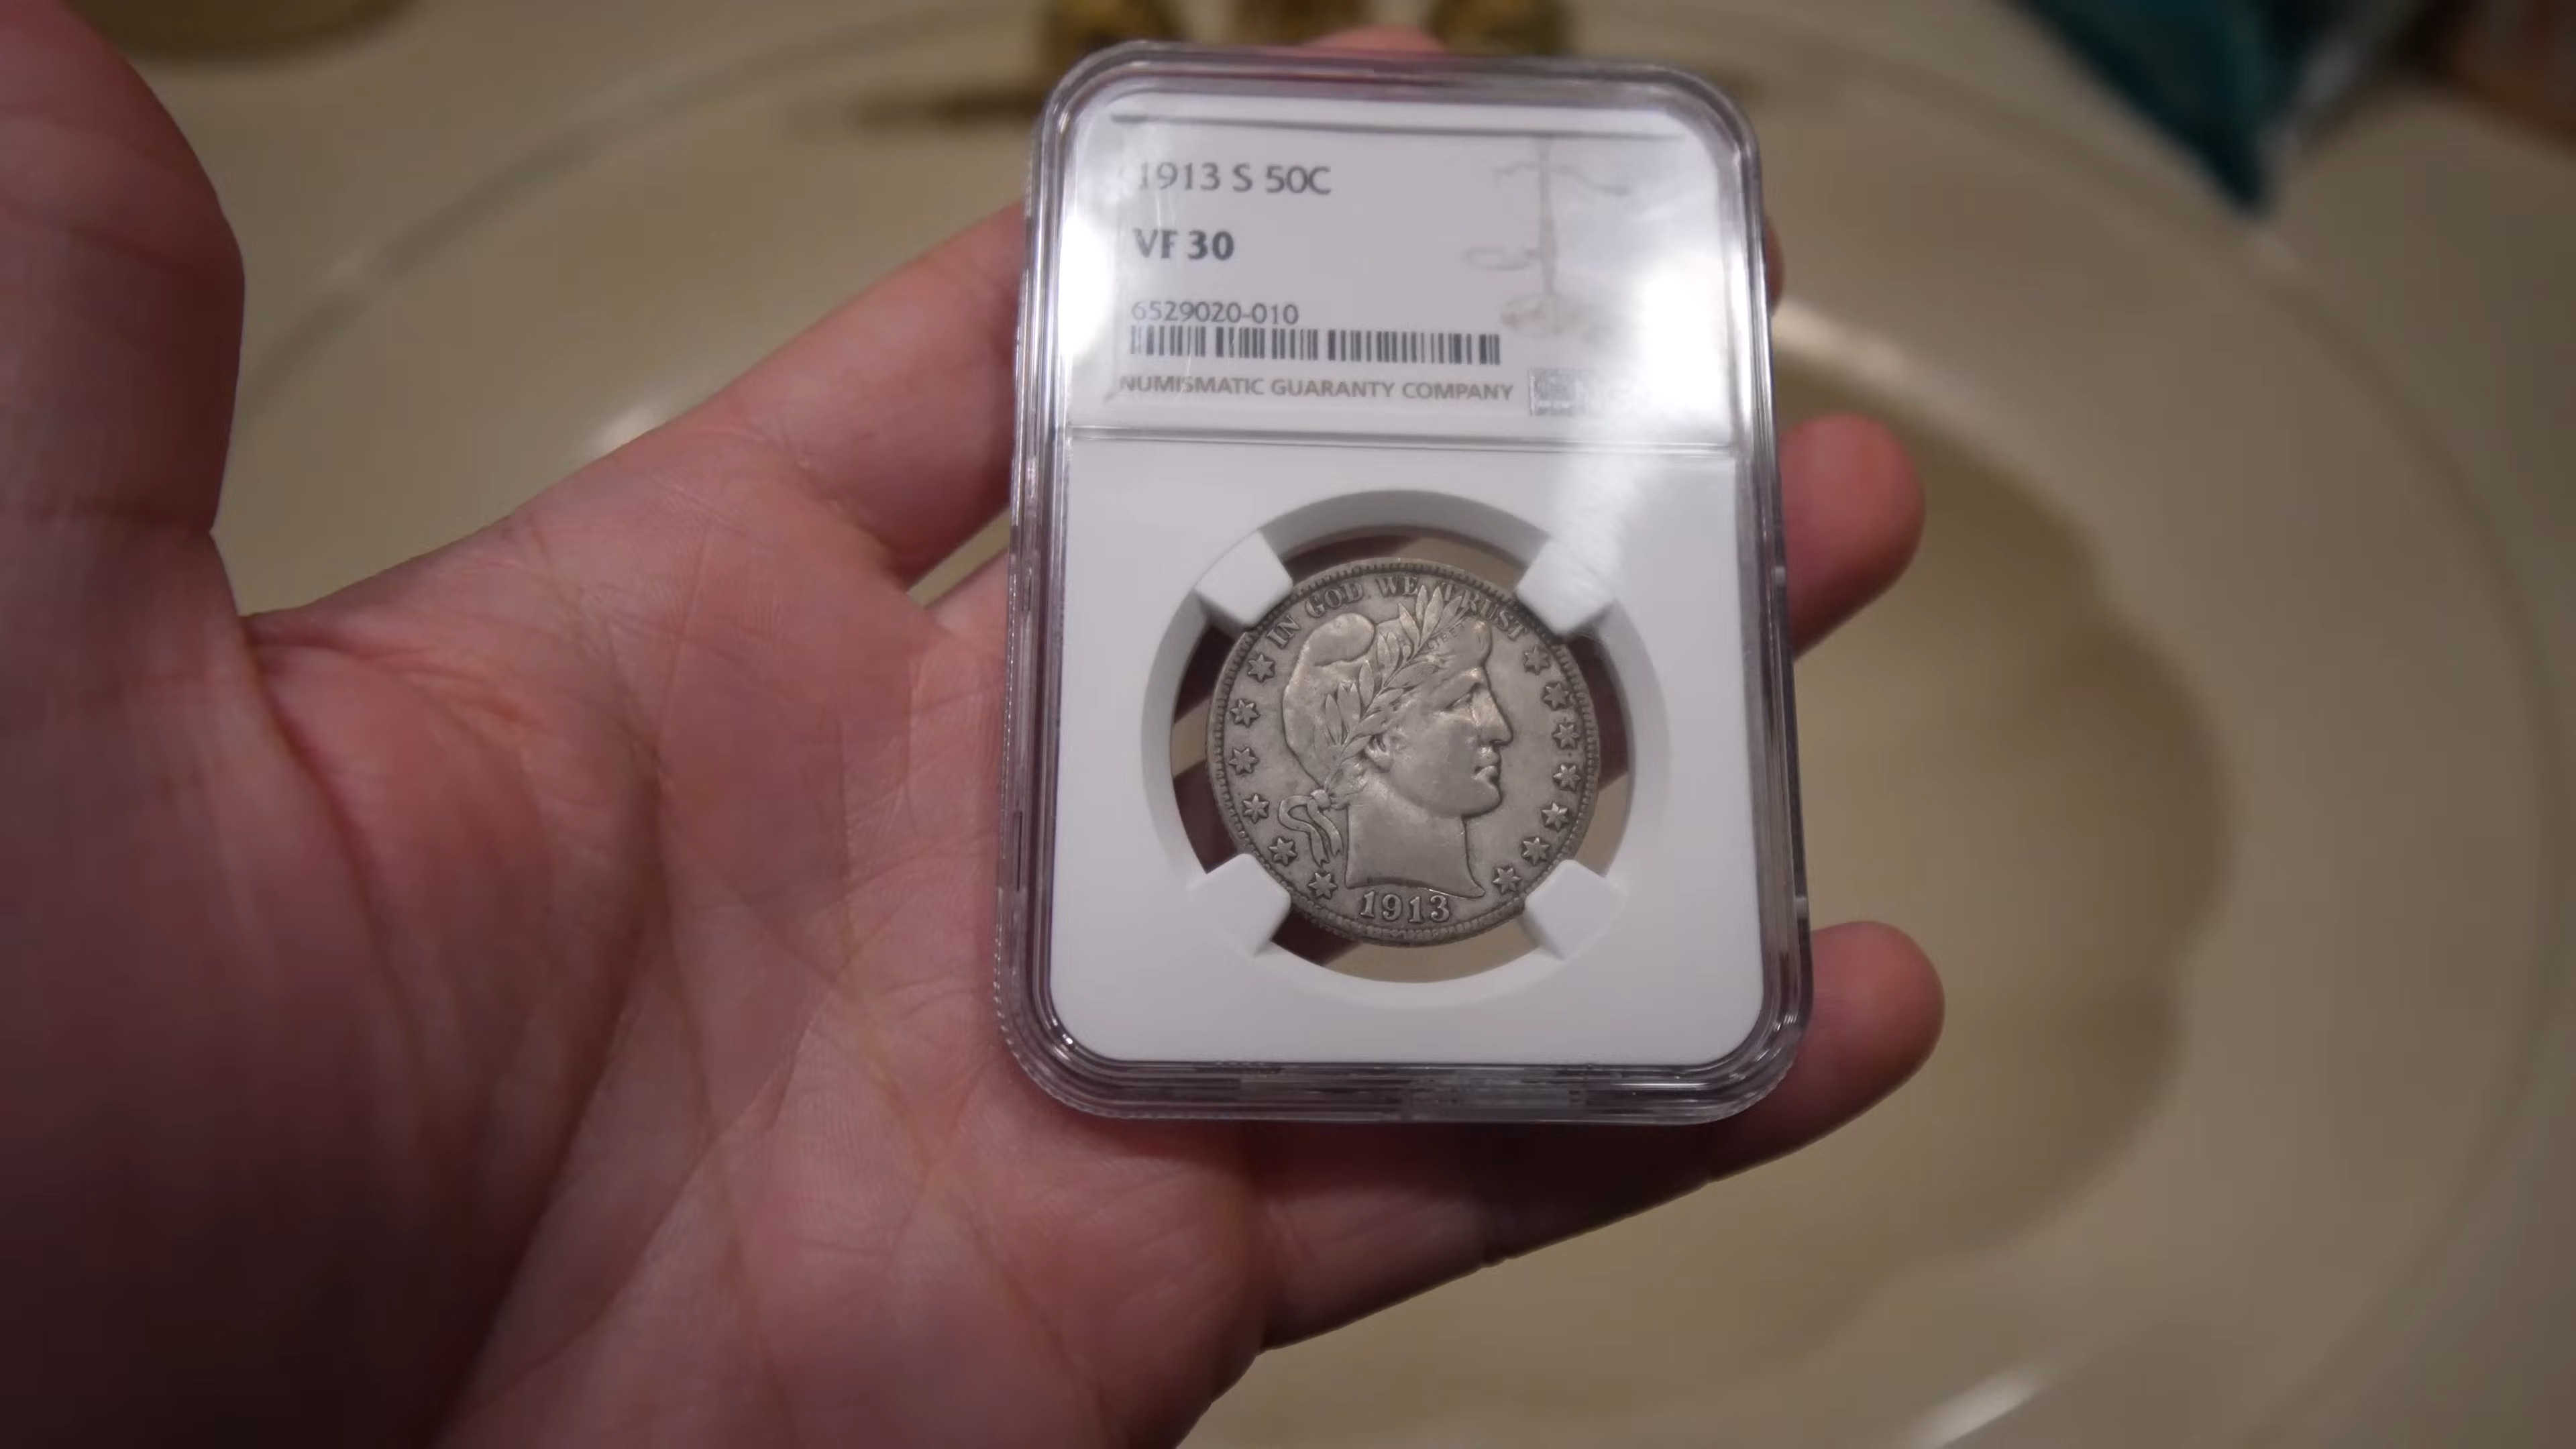 1913 S 50C
VF 30
6529020-010
NUMISMATIC GUARANTY COMPANY
IN GOD WE TRUST
1913